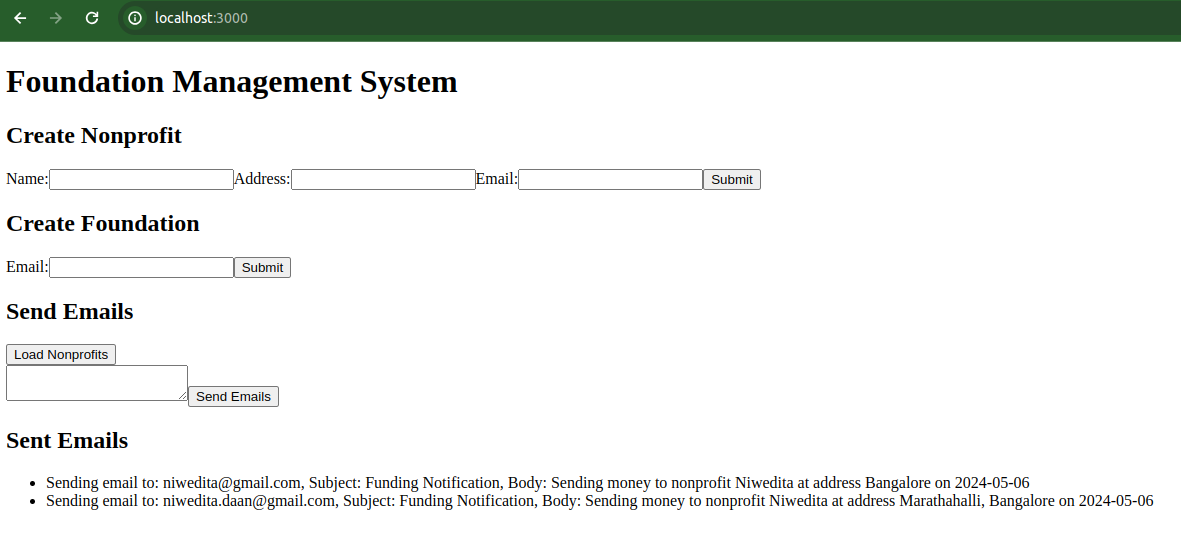 localhost:3000
Foundation Management System
Create Nonprofit
Name: Address: Email: Submit
Create Foundation
Email: Submit
Send Emails
Load Nonprofits
Send Emails
Sent Emails
Sending email to: niwedita@gmail.com, Subject: Funding Notification, Body: Sending money to nonprofit Niwedita at address Bangalore on 2024-05-06
Sending email to: niwedita.daan@gmail.com, Subject: Funding Notification, Body: Sending money to nonprofit Niwedita at address Marathahalli, Bangalore on 2024-05-06